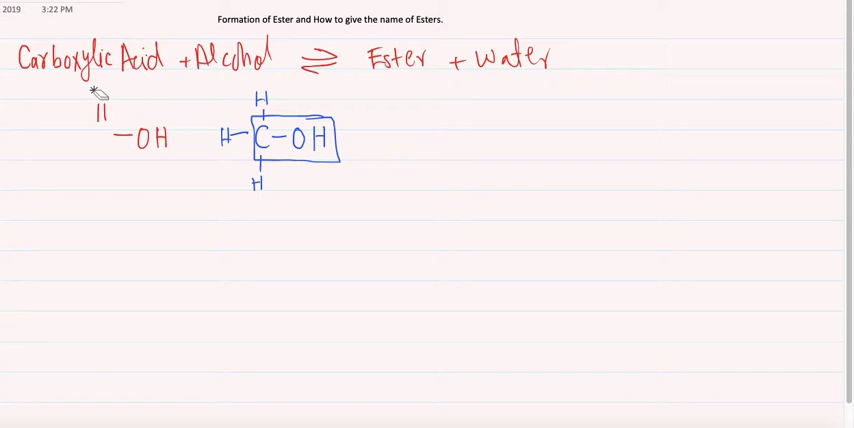 2019 3:22 PM
Formation of Ester and How to give the name of Esters.
Carboxylic Acid + Alcohol ⇌ Ester + Water
H
|| 
—OH H—C—OH
H